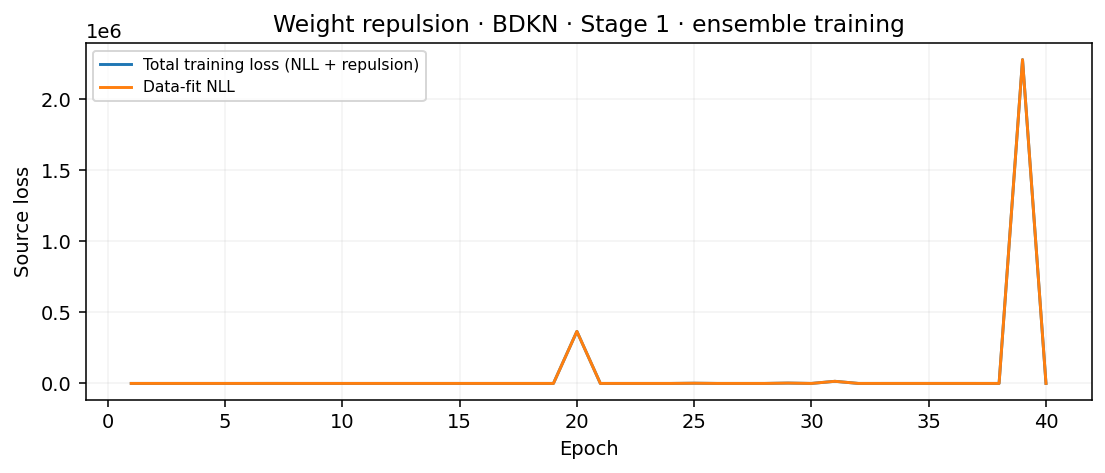 Weight repulsion · BDKN · Stage 1 · ensemble training
1e6
Total training loss (NLL + repulsion)
Data-fit NLL
2.0
1.5
1.0
0.5
0.0
Source loss
0 5 10 15 20 25 30 35 40
Epoch